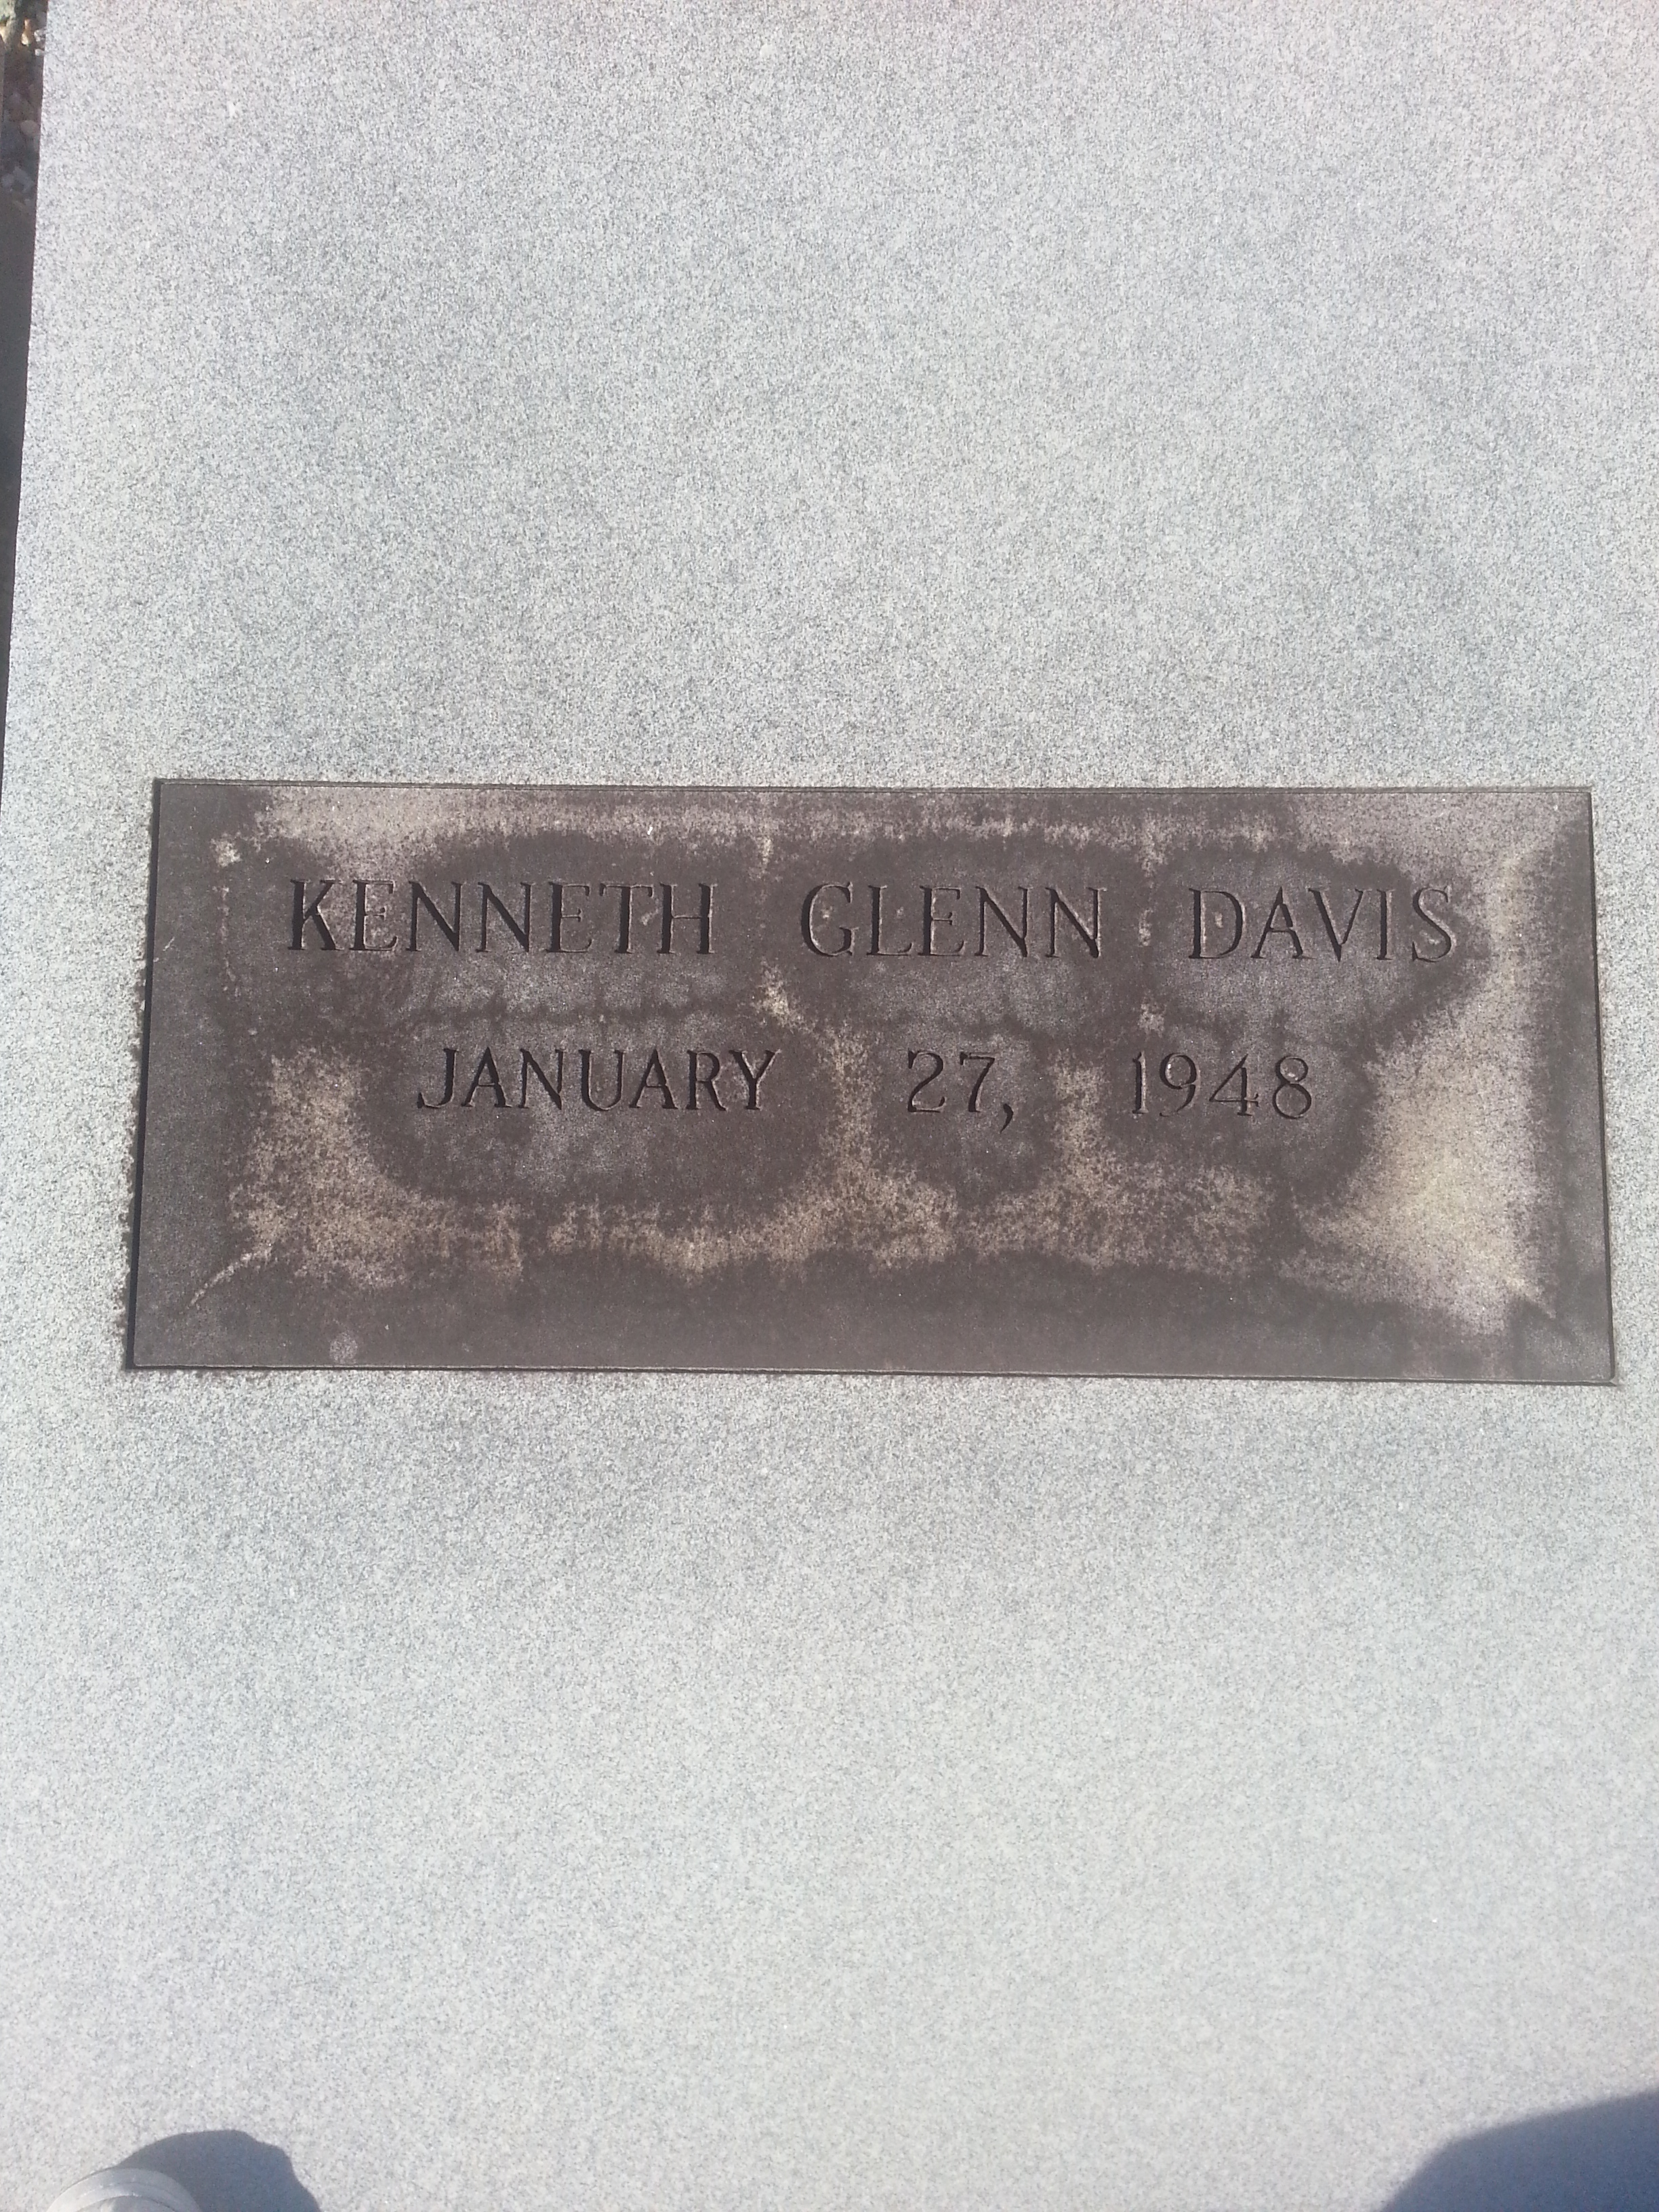 KENNETH GLENN DAVIS
JANUARY 27, 1948